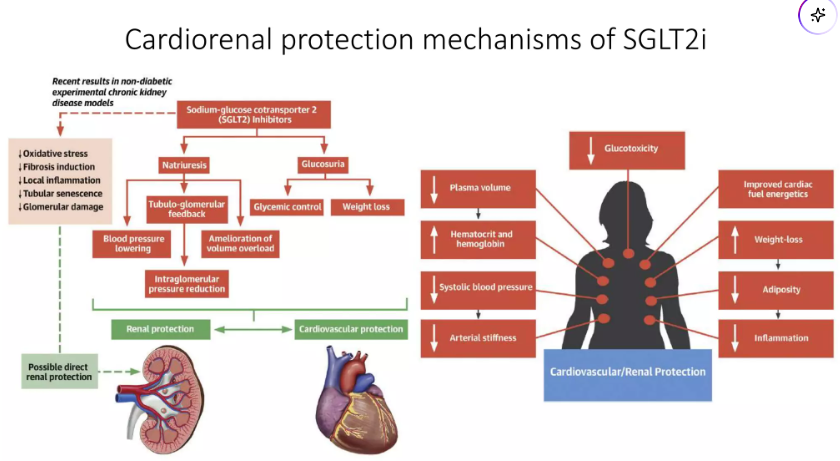 Cardiorenal protection mechanisms of SGLT2i
Recent results in non-diabetic
experimental chronic kidney
disease models
Sodium-glucose cotransporter 2
(SGLT2) Inhibitors
↓Oxidative stress
↓Fibrosis induction
↓Local inflammation
↓Tubular senescence
↓Glomerular damage
Natriuresis
Glucosuria
Tubulo-glomerular
feedback
Glycemic control
Weight loss
Blood pressure
lowering
Amelioration of
volume overload
Intraglomerular
pressure reduction
Renal protection
Cardiovascular protection
Possible direct
renal protection
↓ Glucotoxicity
↓ Plasma volume
↑ Hematocrit and
hemoglobin
↓ Systolic blood pressure
↓ Arterial stiffness
Improved cardiac
fuel energetics
↑ Weight-loss
↓ Adiposity
↓ Inflammation
Cardiovascular/Renal Protection